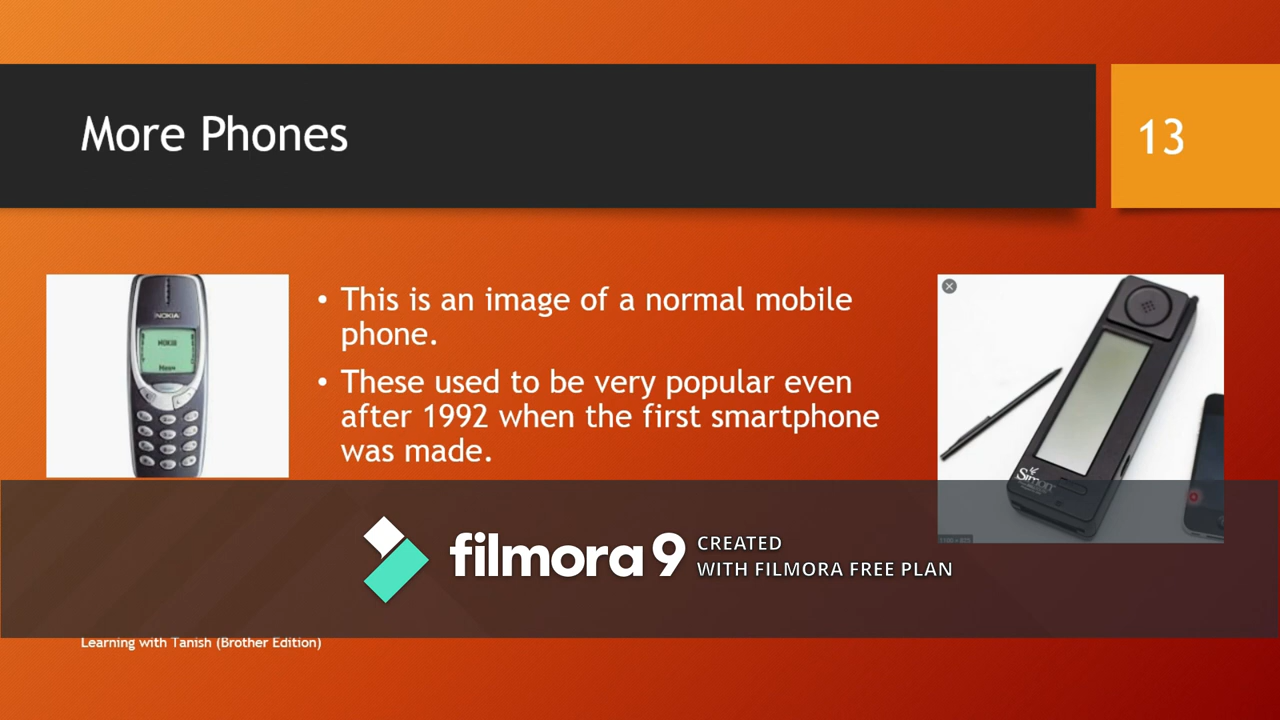 More Phones
13
• This is an image of a normal mobile
phone.
• These used to be very popular even
after 1992 when the first smartphone
was made.
NOKIA
Simon
filmora 9
CREATED
WITH FILMORA FREE PLAN
Learning with Tanish (Brother Edition)